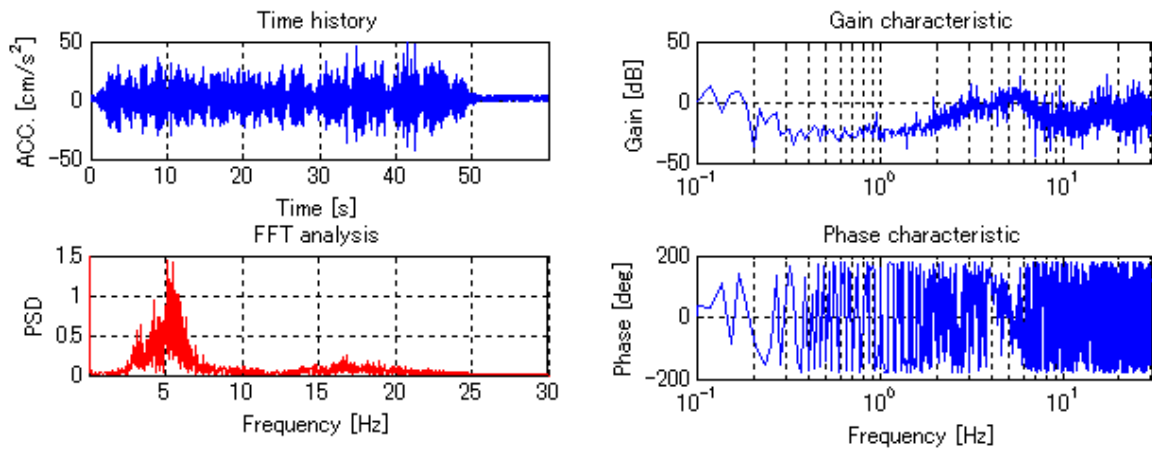 Time history
ACC. [cm/s²]
50
0
−50
0 10 20 30 40 50
Time [s]
Gain characteristic
Gain [dB]
50
0
−50
10⁻¹ 10⁰ 10¹
FFT analysis
PSD
1.5
1
0.5
0
5 10 15 20 25 30
Frequency [Hz]
Phase characteristic
Phase [deg]
200
0
−200
10⁻¹ 10⁰ 10¹
Frequency [Hz]